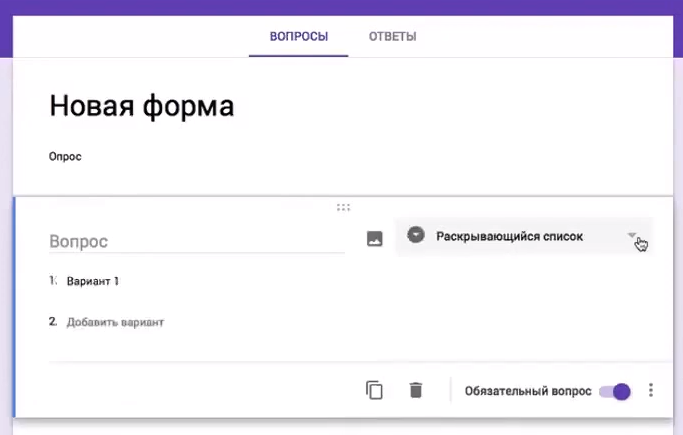 ВОПРОСЫ ОТВЕТЫ
Новая форма
Опрос
Вопрос
Раскрывающийся список
1. Вариант 1
2. Добавить вариант
Обязательный вопрос